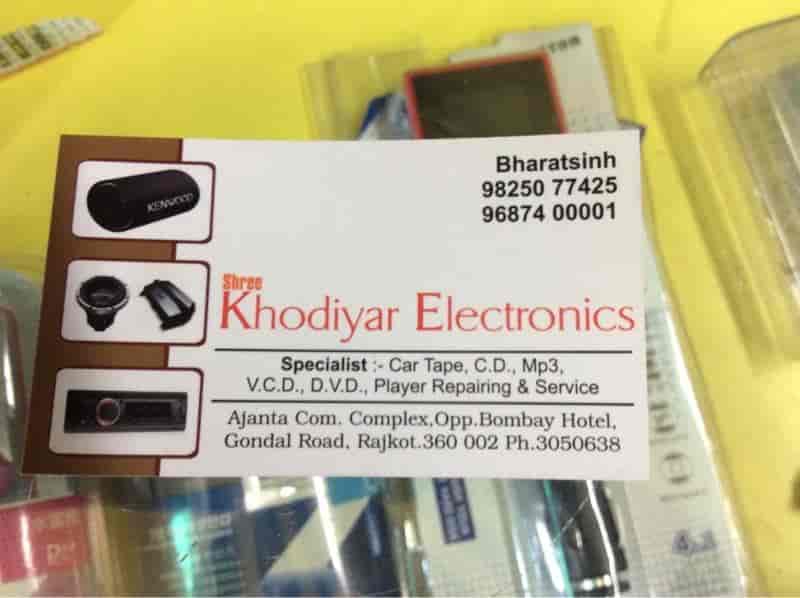 Bharatsinh
98250 77425
96874 00001
KENWOOD
Shree
Khodiyar Electronics
Specialist :- Car Tape, C.D., Mp3,
V.C.D., D.V.D., Player Repairing & Service
Ajanta Com. Complex,Opp.Bombay Hotel,
Gondal Road, Rajkot.360 002 Ph.3050638